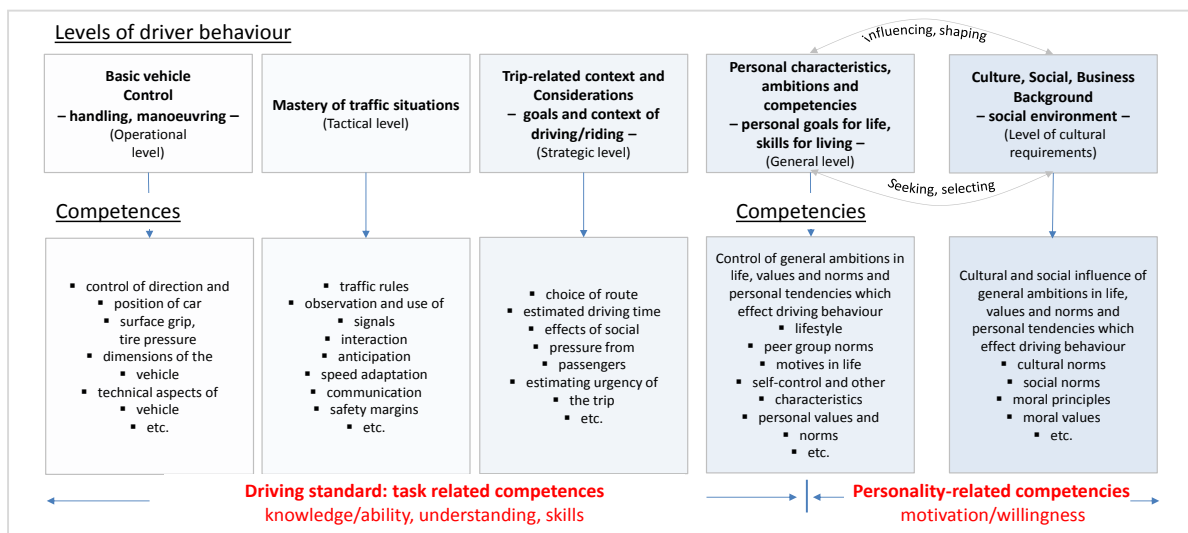 Levels of driver behaviour
Influencing, shaping
Basic vehicle
Control
– handling, manoeuvring –
(Operational
level)
Mastery of traffic situations
(Tactical level)
Trip-related context and
Considerations
– goals and context of
driving/riding –
(Strategic level)
Personal characteristics,
ambitions and
competencies
– personal goals for life,
skills for living –
(General level)
Culture, Social, Business
Background
– social environment –
(Level of cultural
requirements)
Seeking, selecting
Competences
Competencies
▪ control of direction and
▪ position of car
▪ surface grip,
tire pressure
▪ dimensions of the
▪ vehicle
▪ technical aspects of
▪ vehicle
▪ etc.
▪ traffic rules
▪ observation and use of
▪ signals
▪ interaction
▪ anticipation
▪ speed adaptation
▪ communication
▪ safety margins
▪ etc.
▪ choice of route
▪ estimated driving time
▪ effects of social
▪ pressure from
▪ passengers
▪ estimating urgency of
▪ the trip
▪ etc.
Control of general ambitions in
life, values and norms and
personal tendencies which
effect driving behaviour
▪ lifestyle
▪ peer group norms
▪ motives in life
▪ self-control and other
▪ characteristics
▪ personal values and
▪ norms
▪ etc.
Cultural and social influence of
general ambitions in life,
values and norms and
personal tendencies which
effect driving behaviour
▪ cultural norms
▪ social norms
▪ moral principles
▪ moral values
▪ etc.
Driving standard: task related competences
knowledge/ability, understanding, skills
Personality-related competencies
motivation/willingness